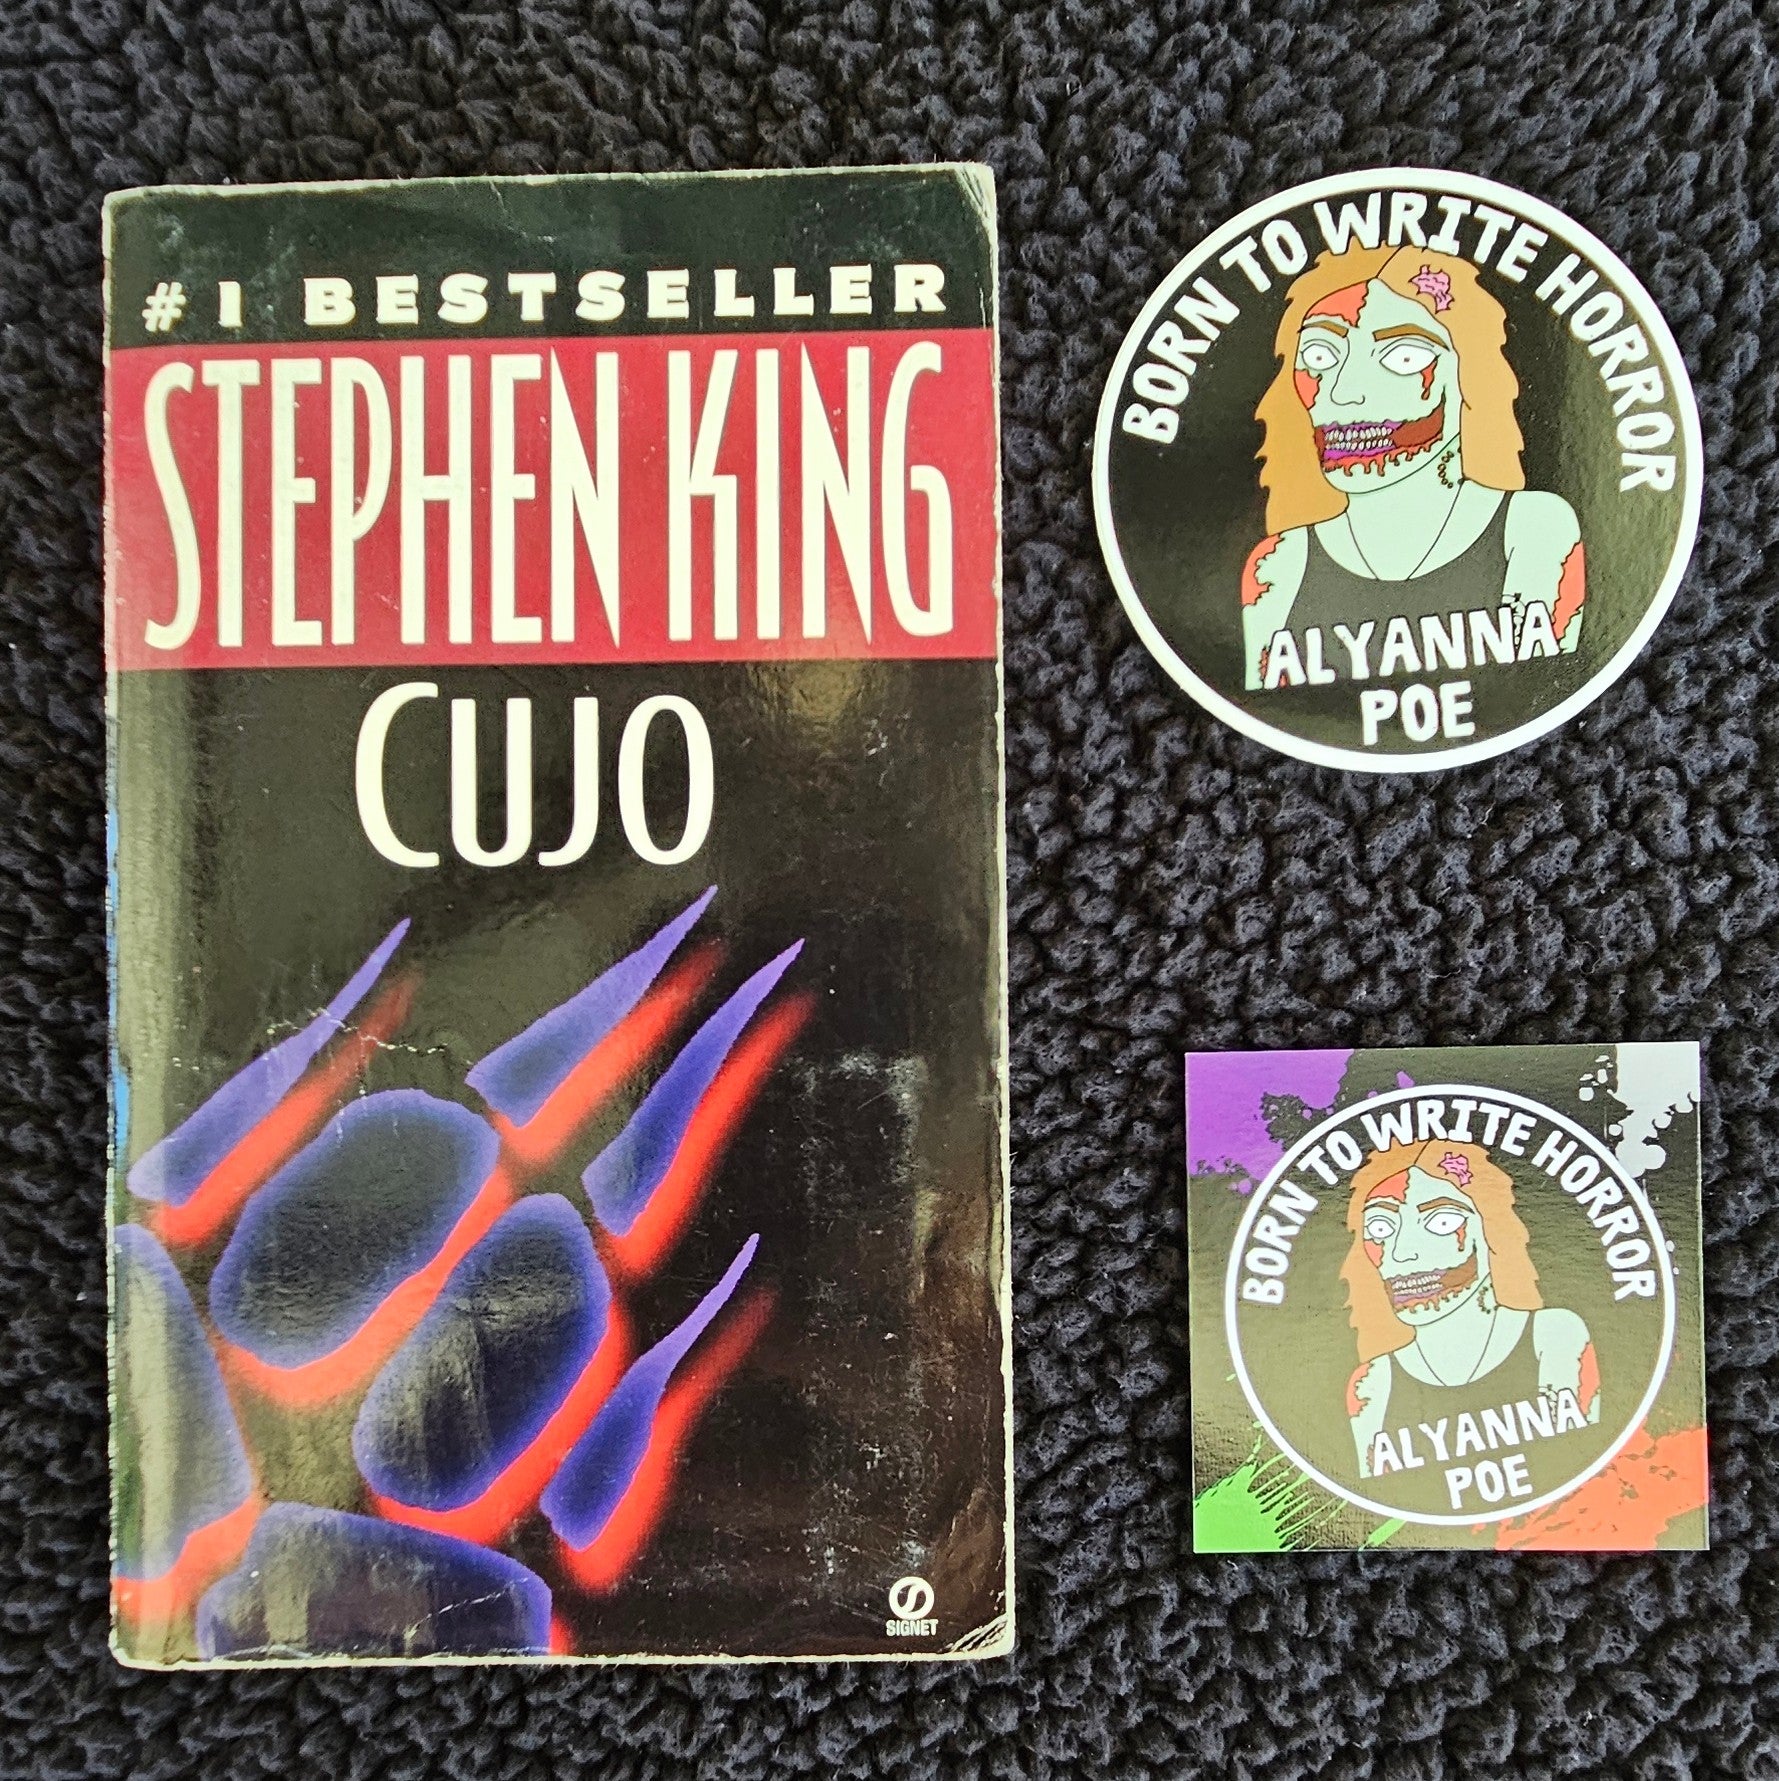 #1 BESTSELLER
STEPHEN KING
CUJO
SIGNET
BORN TO WRITE HORROR
ALYANNA
POE
BORN TO WRITE HORROR
ALYANNA
POE